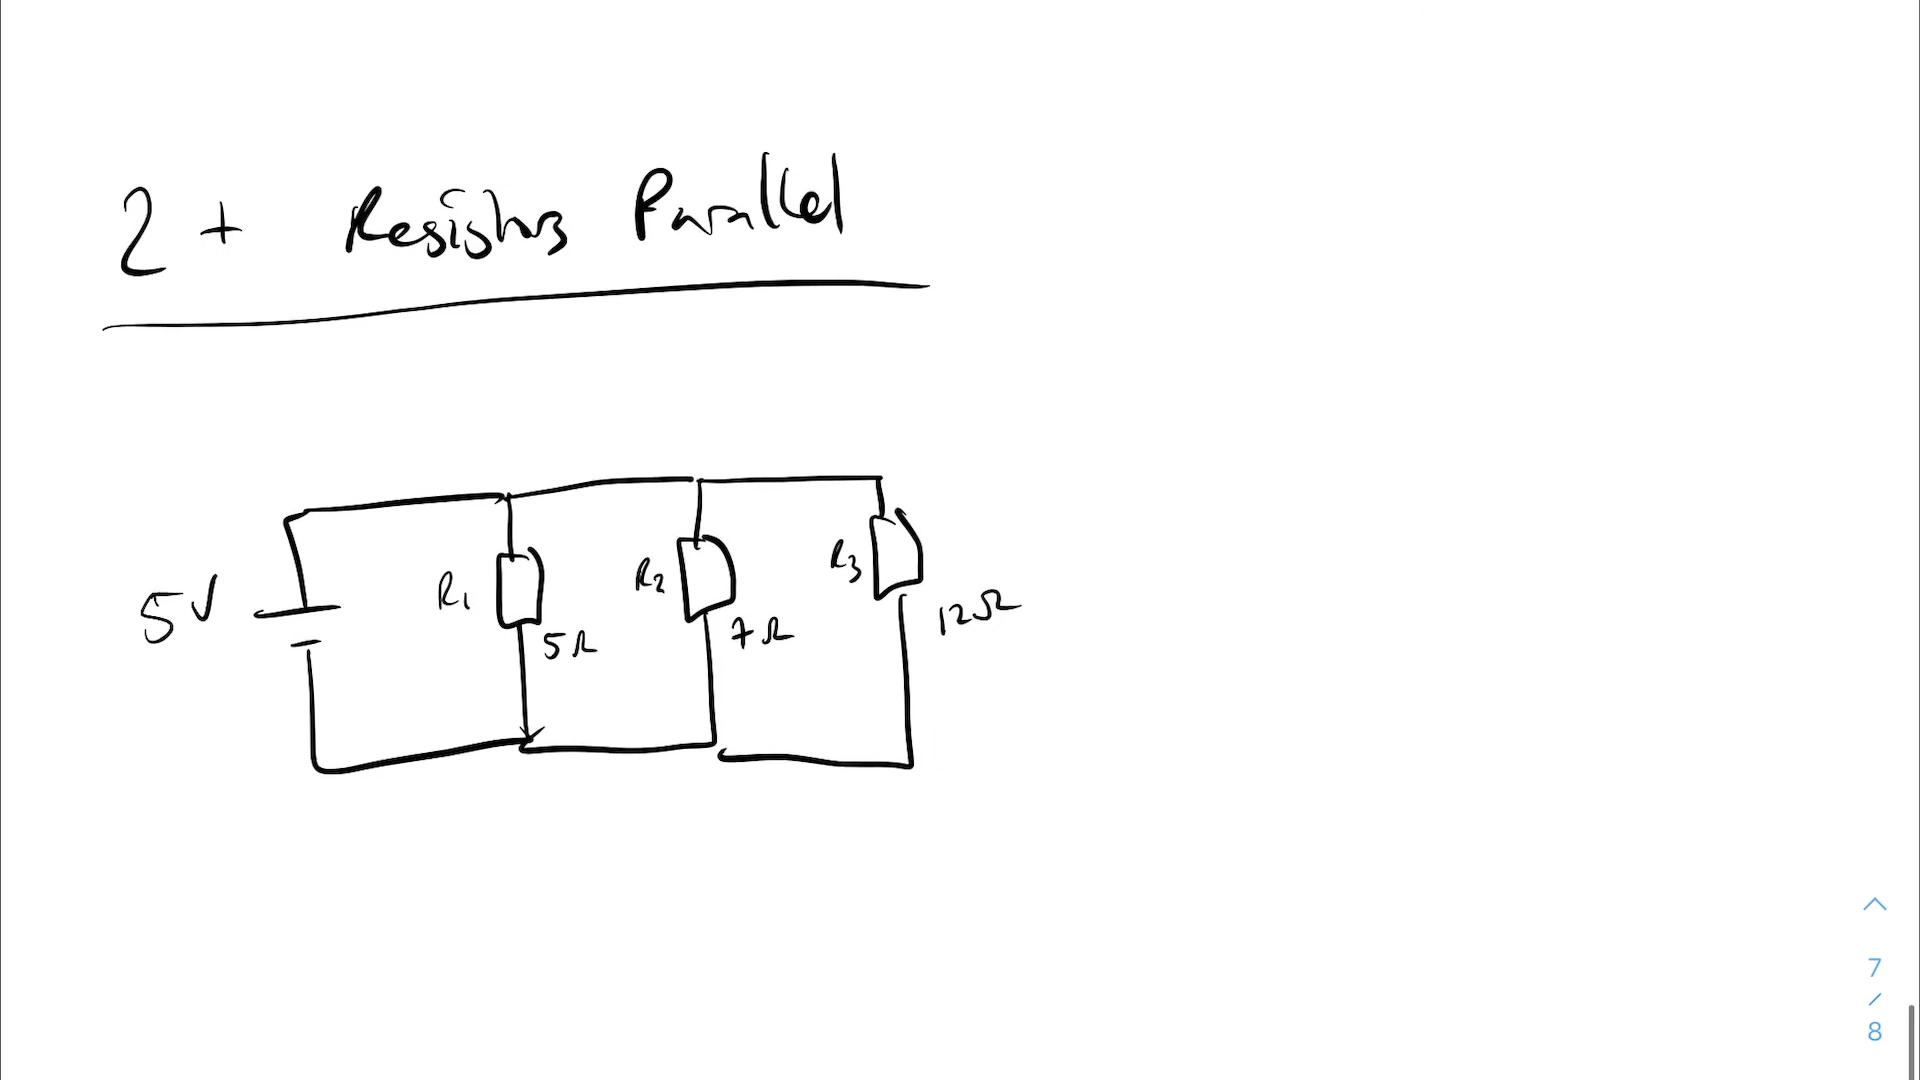 2 + Resistors Parallel
5V
R1
5Ω
R2
7Ω
R3
12Ω
7
/
8